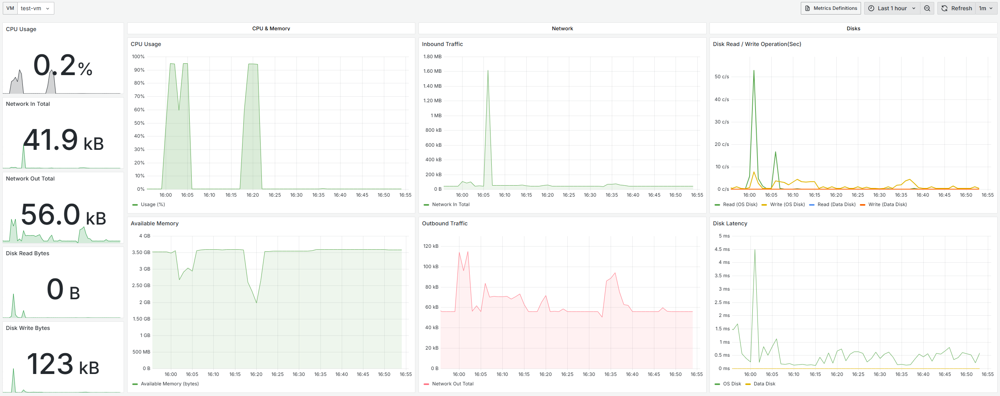 VM test-vm
Metrics Definitions Last 1 hour Refresh 1m
CPU Usage
0.2%
Network In Total
41.9 kB
Network Out Total
56.0 kB
Disk Read Bytes
0 B
Disk Write Bytes
123 kB
CPU & Memory
CPU Usage
100%
90%
80%
70%
60%
50%
40%
30%
20%
10%
0%
16:00 16:05 16:10 16:15 16:20 16:25 16:30 16:35 16:40 16:45 16:50 16:55
Usage (%)
Available Memory
4 GB
3.50 GB
3 GB
2.50 GB
2 GB
1.50 GB
1 GB
500 MB
0 B
16:00 16:05 16:10 16:15 16:20 16:25 16:30 16:35 16:40 16:45 16:50 16:55
Available Memory (bytes)
Network
Inbound Traffic
1.80 MB
1.60 MB
1.40 MB
1.20 MB
1 MB
800 kB
600 kB
400 kB
200 kB
0 B
16:00 16:05 16:10 16:15 16:20 16:25 16:30 16:35 16:40 16:45 16:50 16:55
Network In Total
Outbound Traffic
120 kB
100 kB
80 kB
60 kB
40 kB
20 kB
0 B
16:00 16:05 16:10 16:15 16:20 16:25 16:30 16:35 16:40 16:45 16:50 16:55
Network Out Total
Disks
Disk Read / Write Operation(Sec)
50 c/s
40 c/s
30 c/s
20 c/s
10 c/s
0 c/s
16:00 16:05 16:10 16:15 16:20 16:25 16:30 16:35 16:40 16:45 16:50 16:55
Read (OS Disk) Write (OS Disk) Read (Data Disk) Write (Data Disk)
Disk Latency
5 ms
4.5 ms
4 ms
3.5 ms
3 ms
2.5 ms
2 ms
1.5 ms
1 ms
0.5 ms
0 ms
16:00 16:05 16:10 16:15 16:20 16:25 16:30 16:35 16:40 16:45 16:50 16:55
OS Disk Data Disk